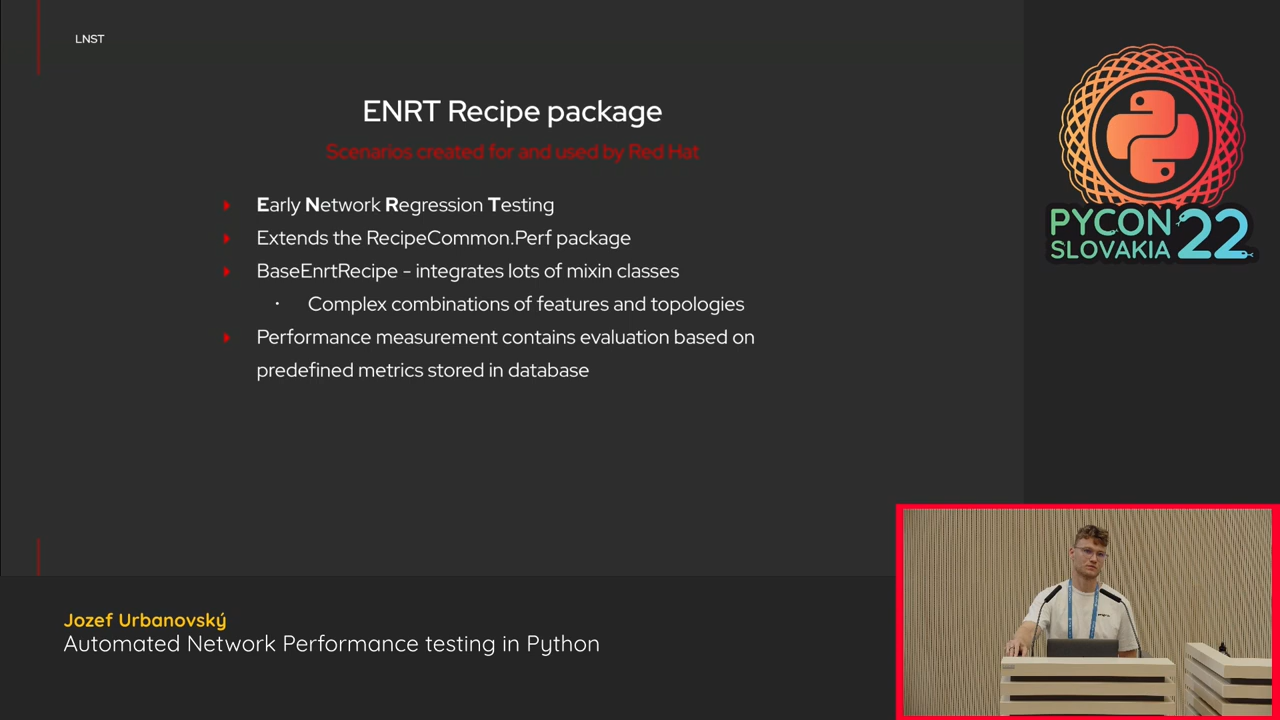 LNST
ENRT Recipe package
Scenarios created for and used by Red Hat
Early Network Regression Testing
Extends the RecipeCommon.Perf package
BaseEnrtRecipe - integrates lots of mixin classes
Complex combinations of features and topologies
Performance measurement contains evaluation based on
predefined metrics stored in database
PYCON
SLOVAKIA 22
Jozef Urbanovský
Automated Network Performance testing in Python